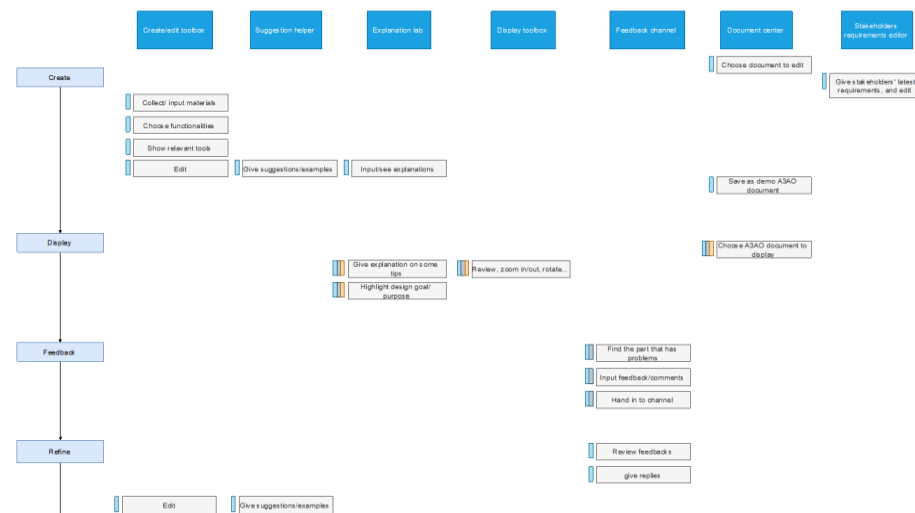 Create/edit toolbox
Suggestion helper
Explanation lab
Display toolbox
Feedback channel
Document center
Stakeholders
requirements editor
Create
Choose document to edit
Give stakeholders' latest
requirements, and edit
Collect/ input materials
Choose functionalities
Show relevant tools
Edit
Give suggestions/examples
Input/see explanations
Save as demo A3AO
document
Display
Choose A3AO document to
display
Give explanation on some
tips
Review, zoom in/out, rotate...
Highlight design goal/
purpose
Feedback
Find the part that has
problems
Input feedback/comments
Hand in to channel
Refine
Review feedbacks
give replies
Edit
Give suggestions/examples